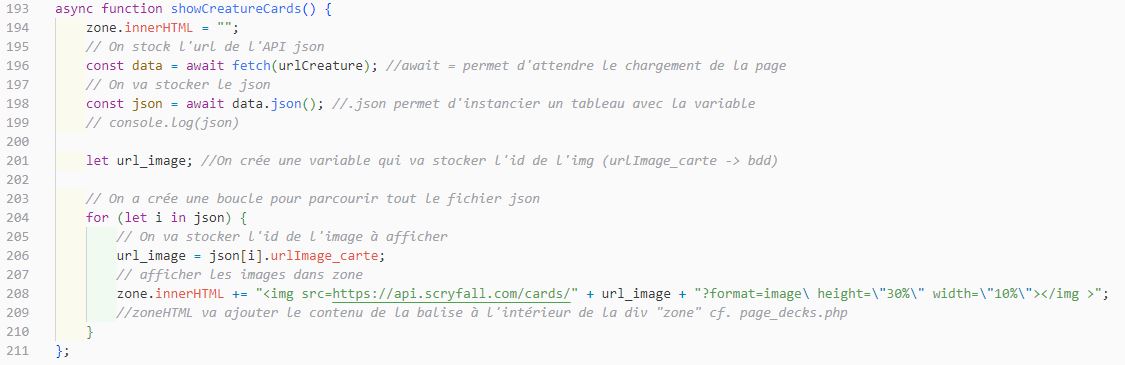 193 async function showCreatureCards() {
194 zone.innerHTML = "";
195 // On stock l'url de l'API json
196 const data = await fetch(urlCreature); //await = permet d'attendre le chargement de la page
197 // On va stocker le json
198 const json = await data.json(); //.json permet d'instancier un tableau avec la variable
199 // console.log(json)
200
201 let url_image; //On crée une variable qui va stocker l'id de l'img (urlImage_carte -> bdd)
202
203 // On a crée une boucle pour parcourir tout le fichier json
204 for (let i in json) {
205 // On va stocker l'id de l'image à afficher
206 url_image = json[i].urlImage_carte;
207 // afficher les images dans zone
208 zone.innerHTML += "<img src=https://api.scryfall.com/cards/" + url_image + "?format=image\ height=\"30%\" width=\"10%\"></img >";
209 //zoneHTML va ajouter le contenu de la balise à l'intérieur de la div "zone" cf. page_decks.php
210 }
211 };